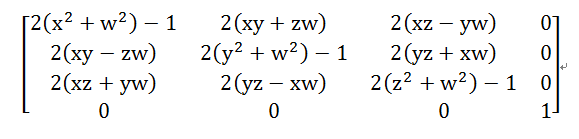 2(x² + w²) − 1 2(xy + zw) 2(xz − yw) 0
2(xy − zw) 2(y² + w²) − 1 2(yz + xw) 0
2(xz + yw) 2(yz − xw) 2(z² + w²) − 1 0
0 0 0 1